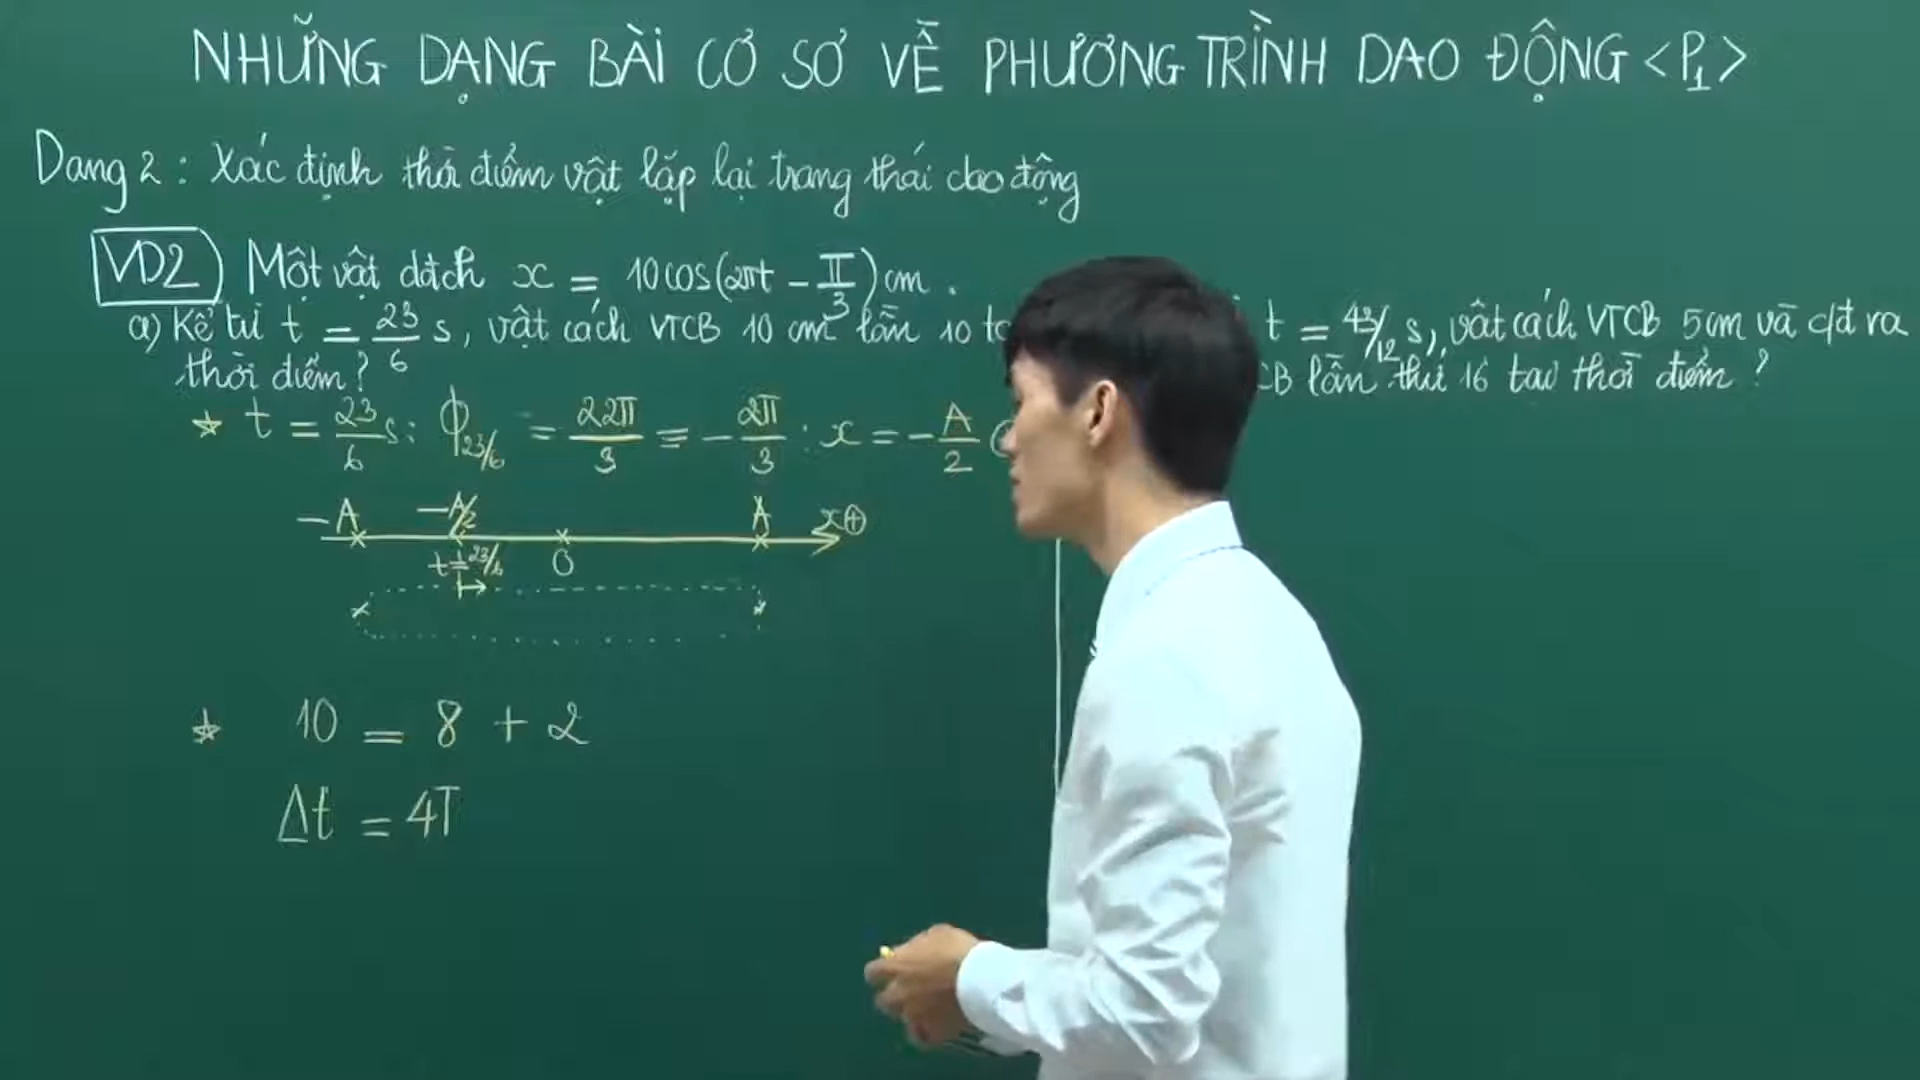 NHỮNG DẠNG BÀI CƠ SỞ VỀ PHƯƠNG TRÌNH DAO ĐỘNG <P1>
Dạng 2 : Xác định thời điểm vật lặp lại trạng thái dao động
VD2 Một vật dđđh x = 10cos(2πt - π/3)cm .
a) Kể từ t = 23/6 s, vật cách VTCB 10 cm lần 10
thời điểm ?
t = 43/12 s, vật cách VTCB 5cm và c/đ ra
CB lần thứ 16 tại thời điểm ?
☆ t = 23/6 s : ϕ23/6 = 22π/3 ≡ -2π/3 : x = -A/2
-A -A/2 A x⊕
t=23/6 O
☆ 10 = 8 + 2
Δt = 4T